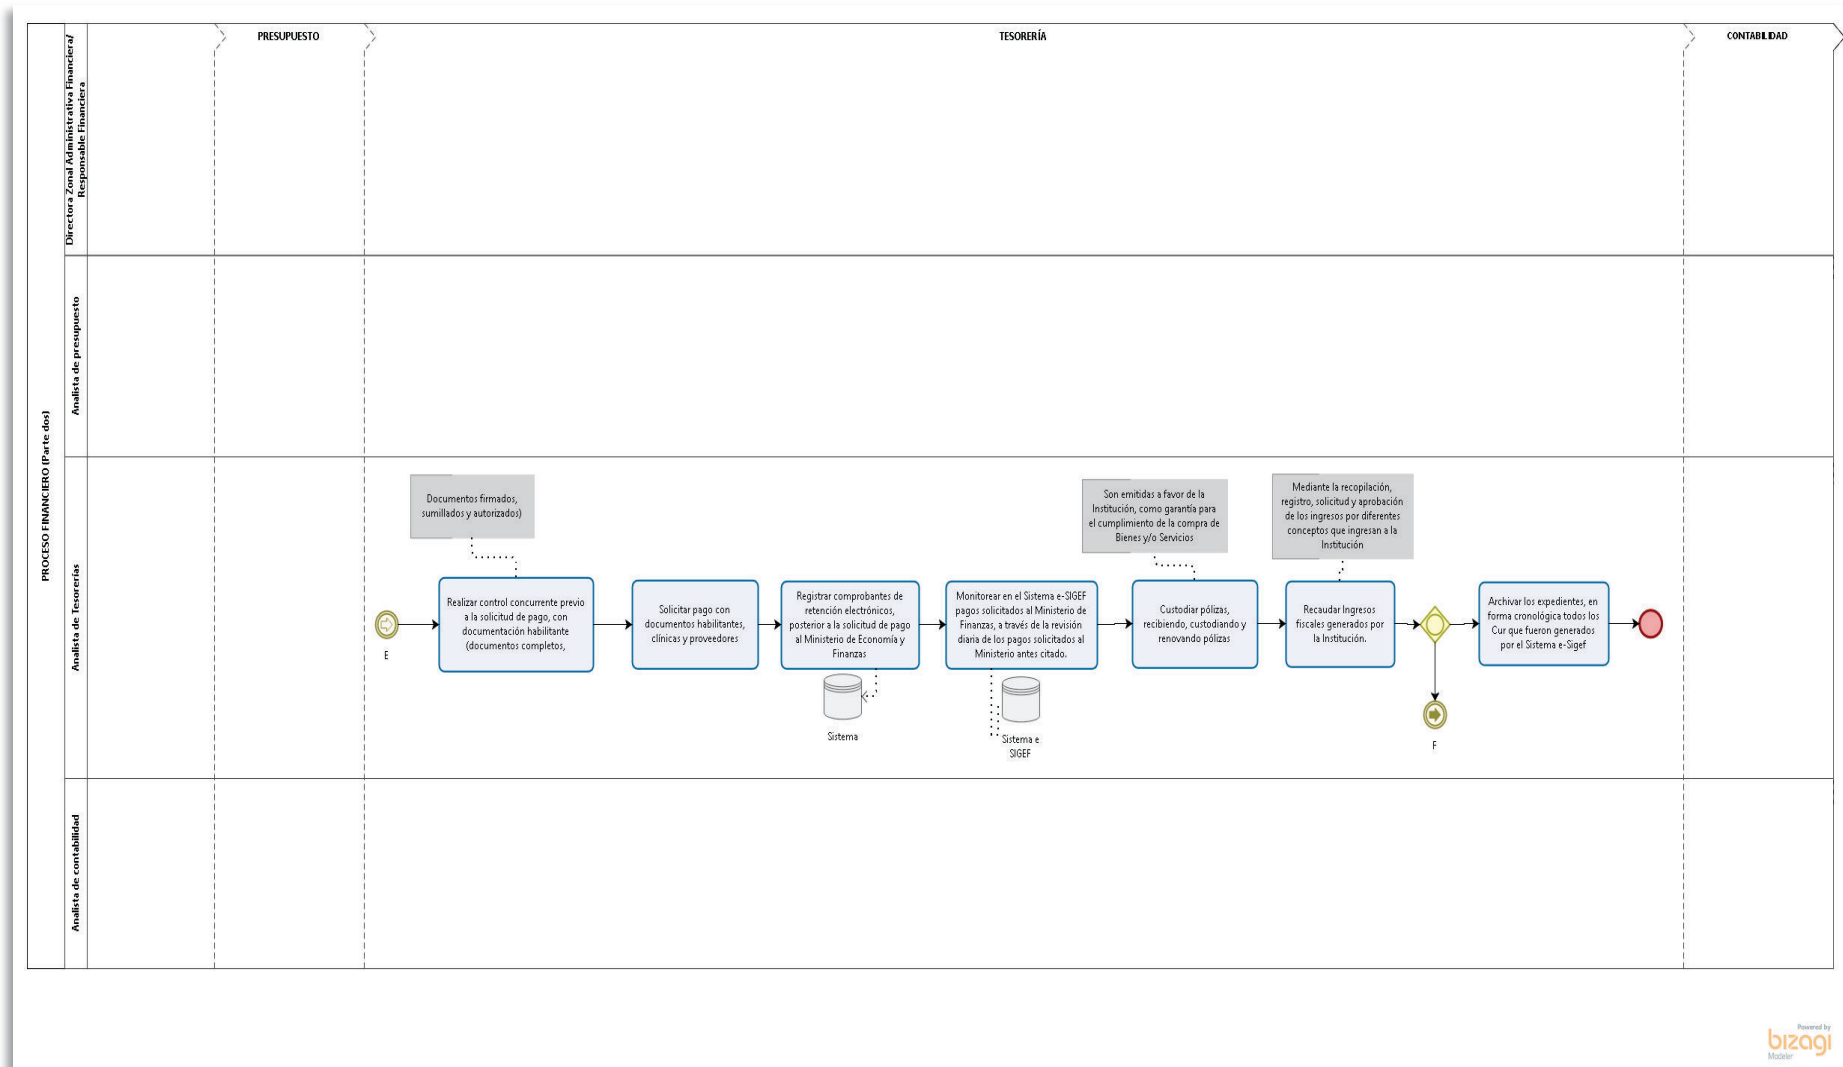 PRESUPUESTO
TESORERÍA
CONTABILIDAD
PROCESO FINANCIERO (Parte dos)
Directora Zonal Administrativa Financiera/
Responsable Financiera
Analista de presupuesto
Analista de Tesorerías
Analista de contabilidad
Documentos firmados,
sumillados y autorizados)
Son emitidas a favor de la
Institución, como garantía para
el cumplimiento de la compra de
Bienes y/o Servicios
Mediante la recopilación,
registro, solicitud y aprobación
de los ingresos por diferentes
conceptos que ingresan a la
Institución
E
Realizar control concurrente previo
a la solicitud de pago, con
documentación habilitante
(documentos completos,
Solicitar pago con
documentos habilitantes,
clínicas y proveedores
Registrar comprobantes de
retención electrónicos,
posterior a la solicitud de pago
al Ministerio de Economía y
Finanzas
Monitorear en el Sistema e-SIGEF
pagos solicitados al Ministerio de
Finanzas, a través de la revisión
diaria de los pagos solicitados al
Ministerio antes citado.
Custodiar pólizas,
recibiendo, custodiando y
renovando pólizas
Recaudar Ingresos
fiscales generados por
la Institución.
Archivar los expedientes, en
forma cronológica todos los
Cur que fueron generados
por el Sistema e-Sigef
Sistema
Sistema e
SIGEF
F
Powered by
bizagi
Modeler